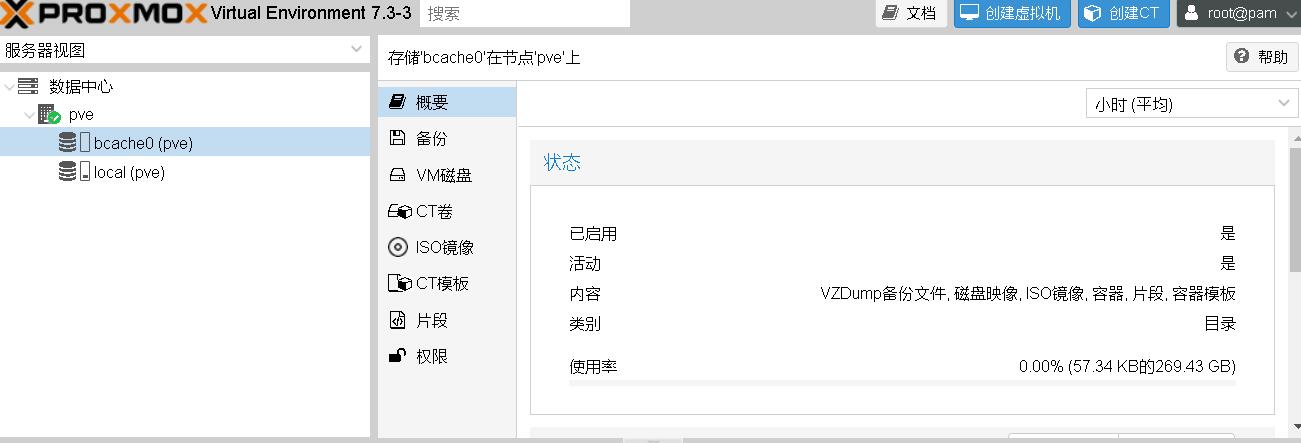 PROXMOX Virtual Environment 7.3-3 搜索 文档 创建虚拟机 创建CT root@pam
服务器视图
数据中心
pve
bcache0 (pve)
local (pve)
存储'bcache0'在节点'pve'上 帮助
概要
备份
VM磁盘
CT卷
ISO镜像
CT模板
片段
权限
小时 (平均)
状态
已启用 是
活动 是
内容 VZDump备份文件, 磁盘映像, ISO镜像, 容器, 片段, 容器模板
类别 目录
使用率 0.00% (57.34 KB的269.43 GB)